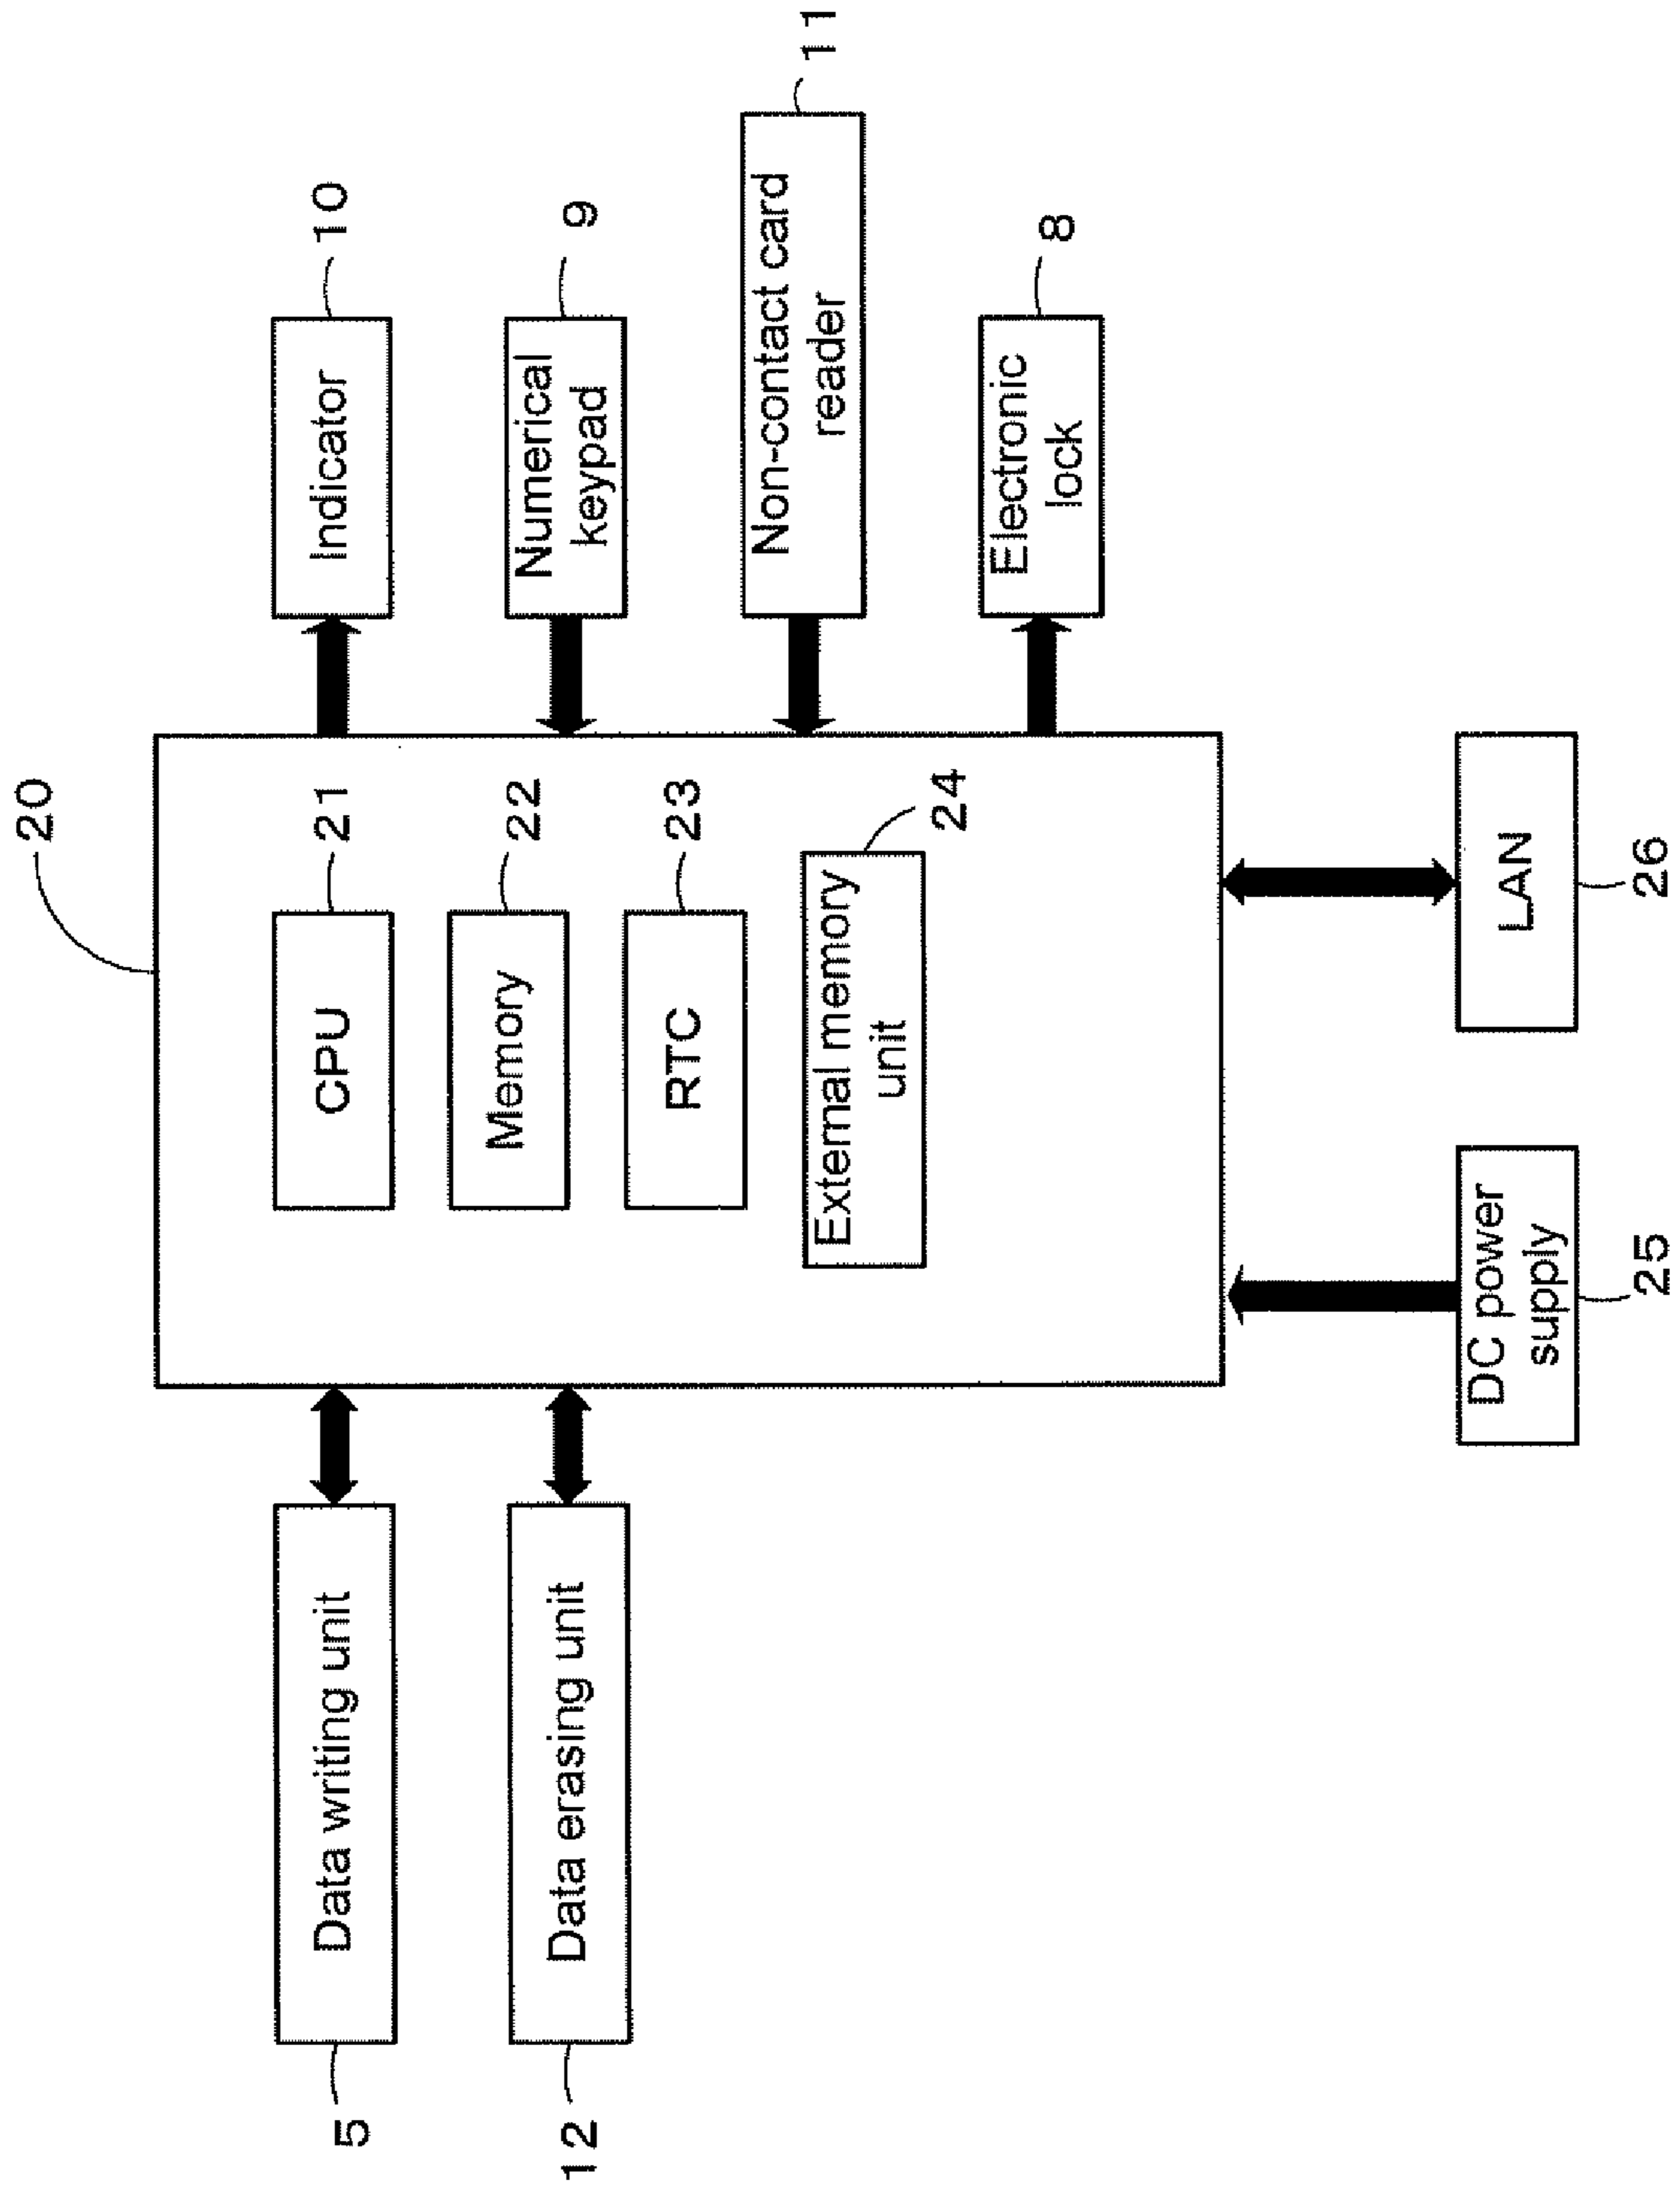 20
5
Data writing unit
12
Data erasing unit
CPU
21
Memory
22
RTC
23
External memory
unit
24
Indicator
10
Numerical
keypad
9
Non-contact card
reader
11
Electronic
lock
8
DC power
supply
25
LAN
26